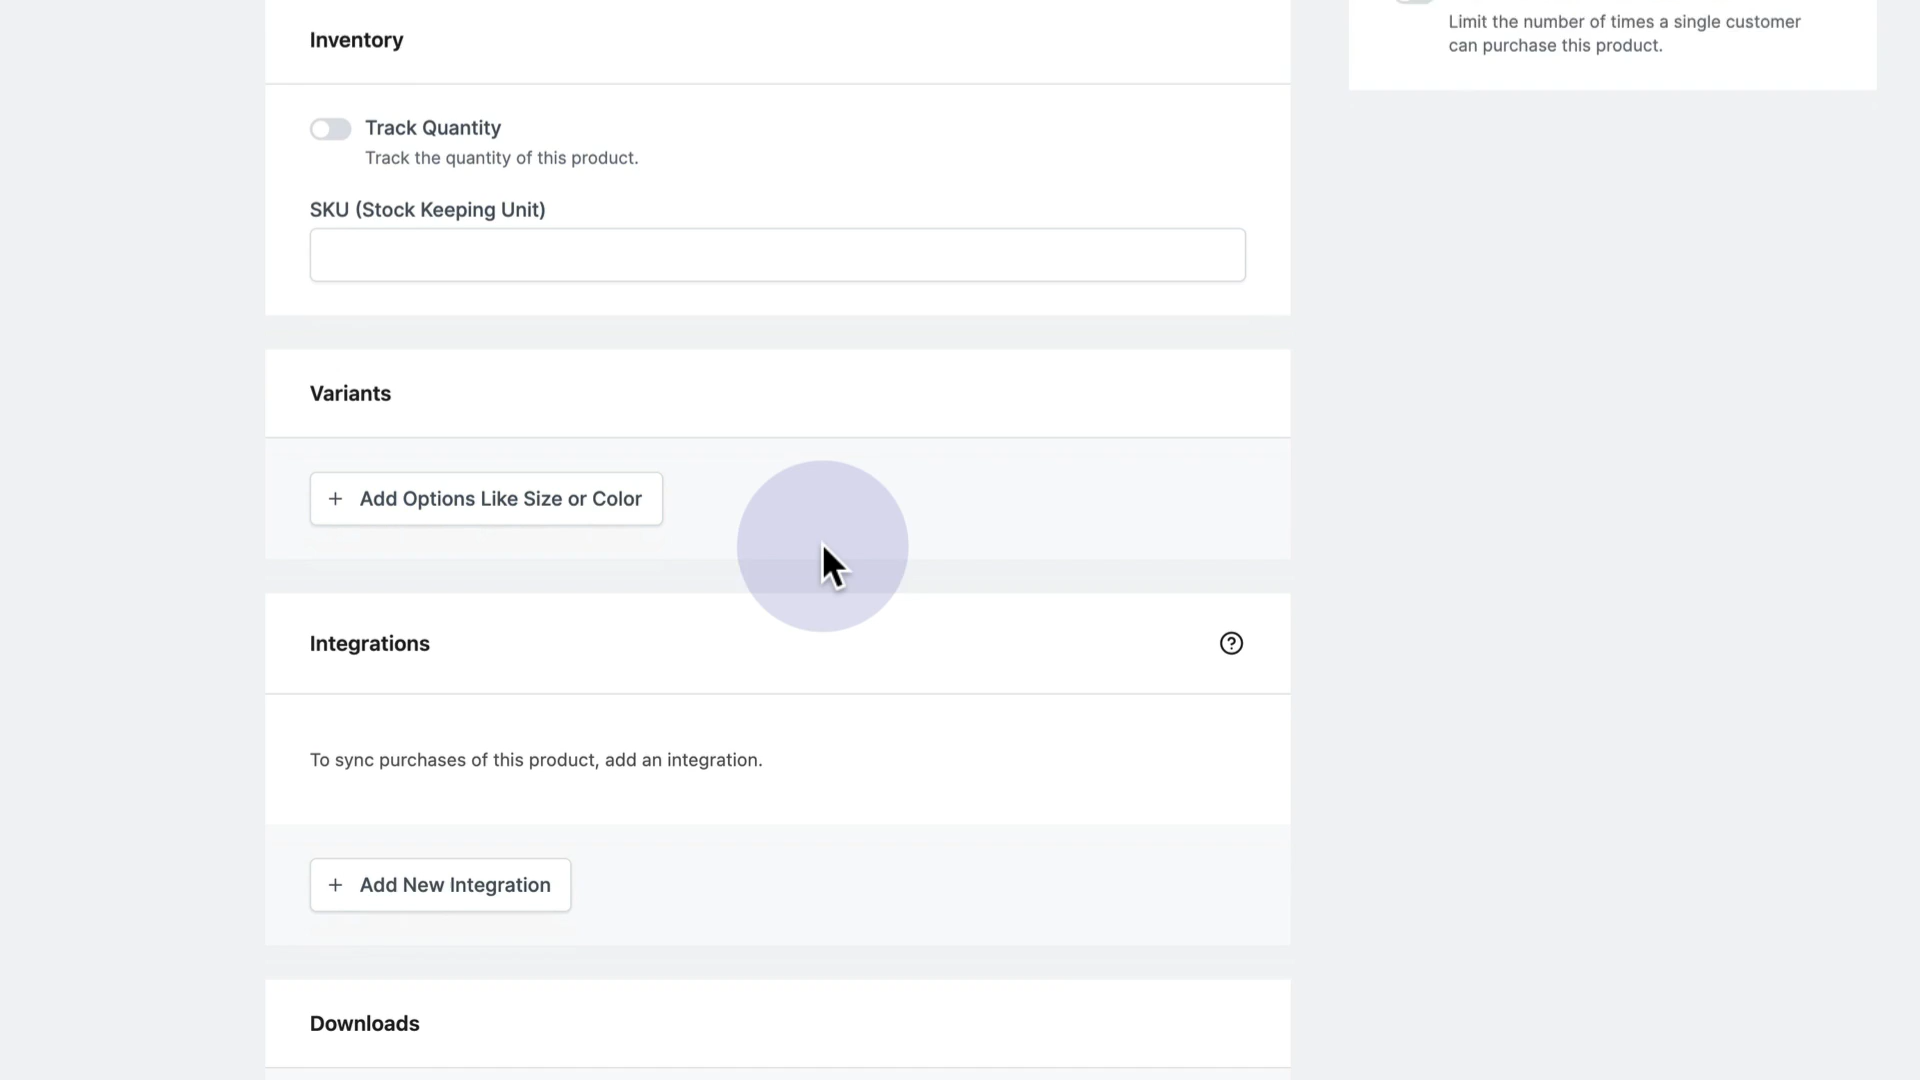 Limit the number of times a single customer
can purchase this product.
Inventory
Track Quantity
Track the quantity of this product.
SKU (Stock Keeping Unit)
Variants
+ Add Options Like Size or Color
Integrations
To sync purchases of this product, add an integration.
+ Add New Integration
Downloads